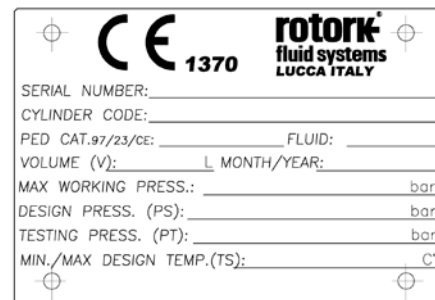 CE 1370 rotork®
fluid systems
LUCCA ITALY
SERIAL NUMBER:
CYLINDER CODE:
PED CAT.97/23/CE: FLUID:
VOLUME (V): L MONTH/YEAR:
MAX WORKING PRESS.: bar
DESIGN PRESS. (PS): bar
TESTING PRESS. (PT): bar
MIN./MAX DESIGN TEMP.(TS): C°